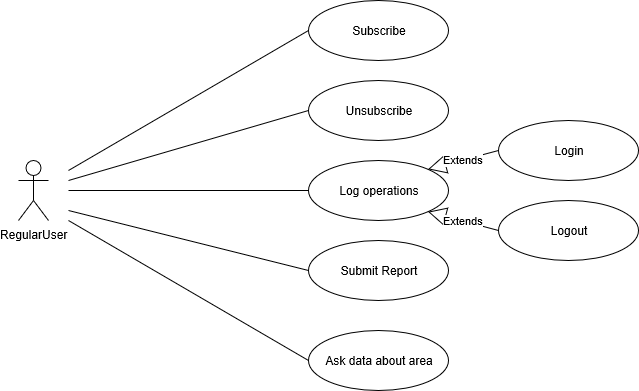 Subscribe
Unsubscribe
Extends
Login
Log operations
Extends
Logout
RegularUser
Submit Report
Ask data about area